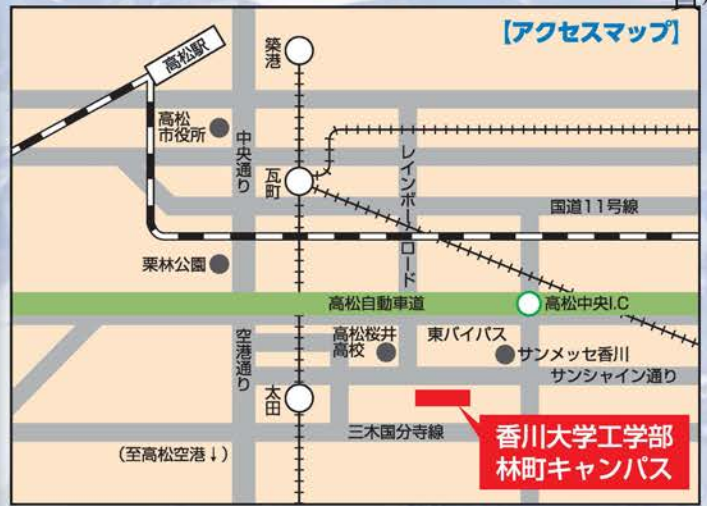 【アクセスマップ】
高松駅
築港
高松
市役所
中央通り
瓦町
レインボーロード
国道11号線
栗林公園
高松自動車道
高松中央I.C
空港通り
高松桜井
高校
東バイパス
サンメッセ香川
サンシャイン通り
太田
三木国分寺線
(至高松空港↓)
香川大学工学部
林町キャンパス